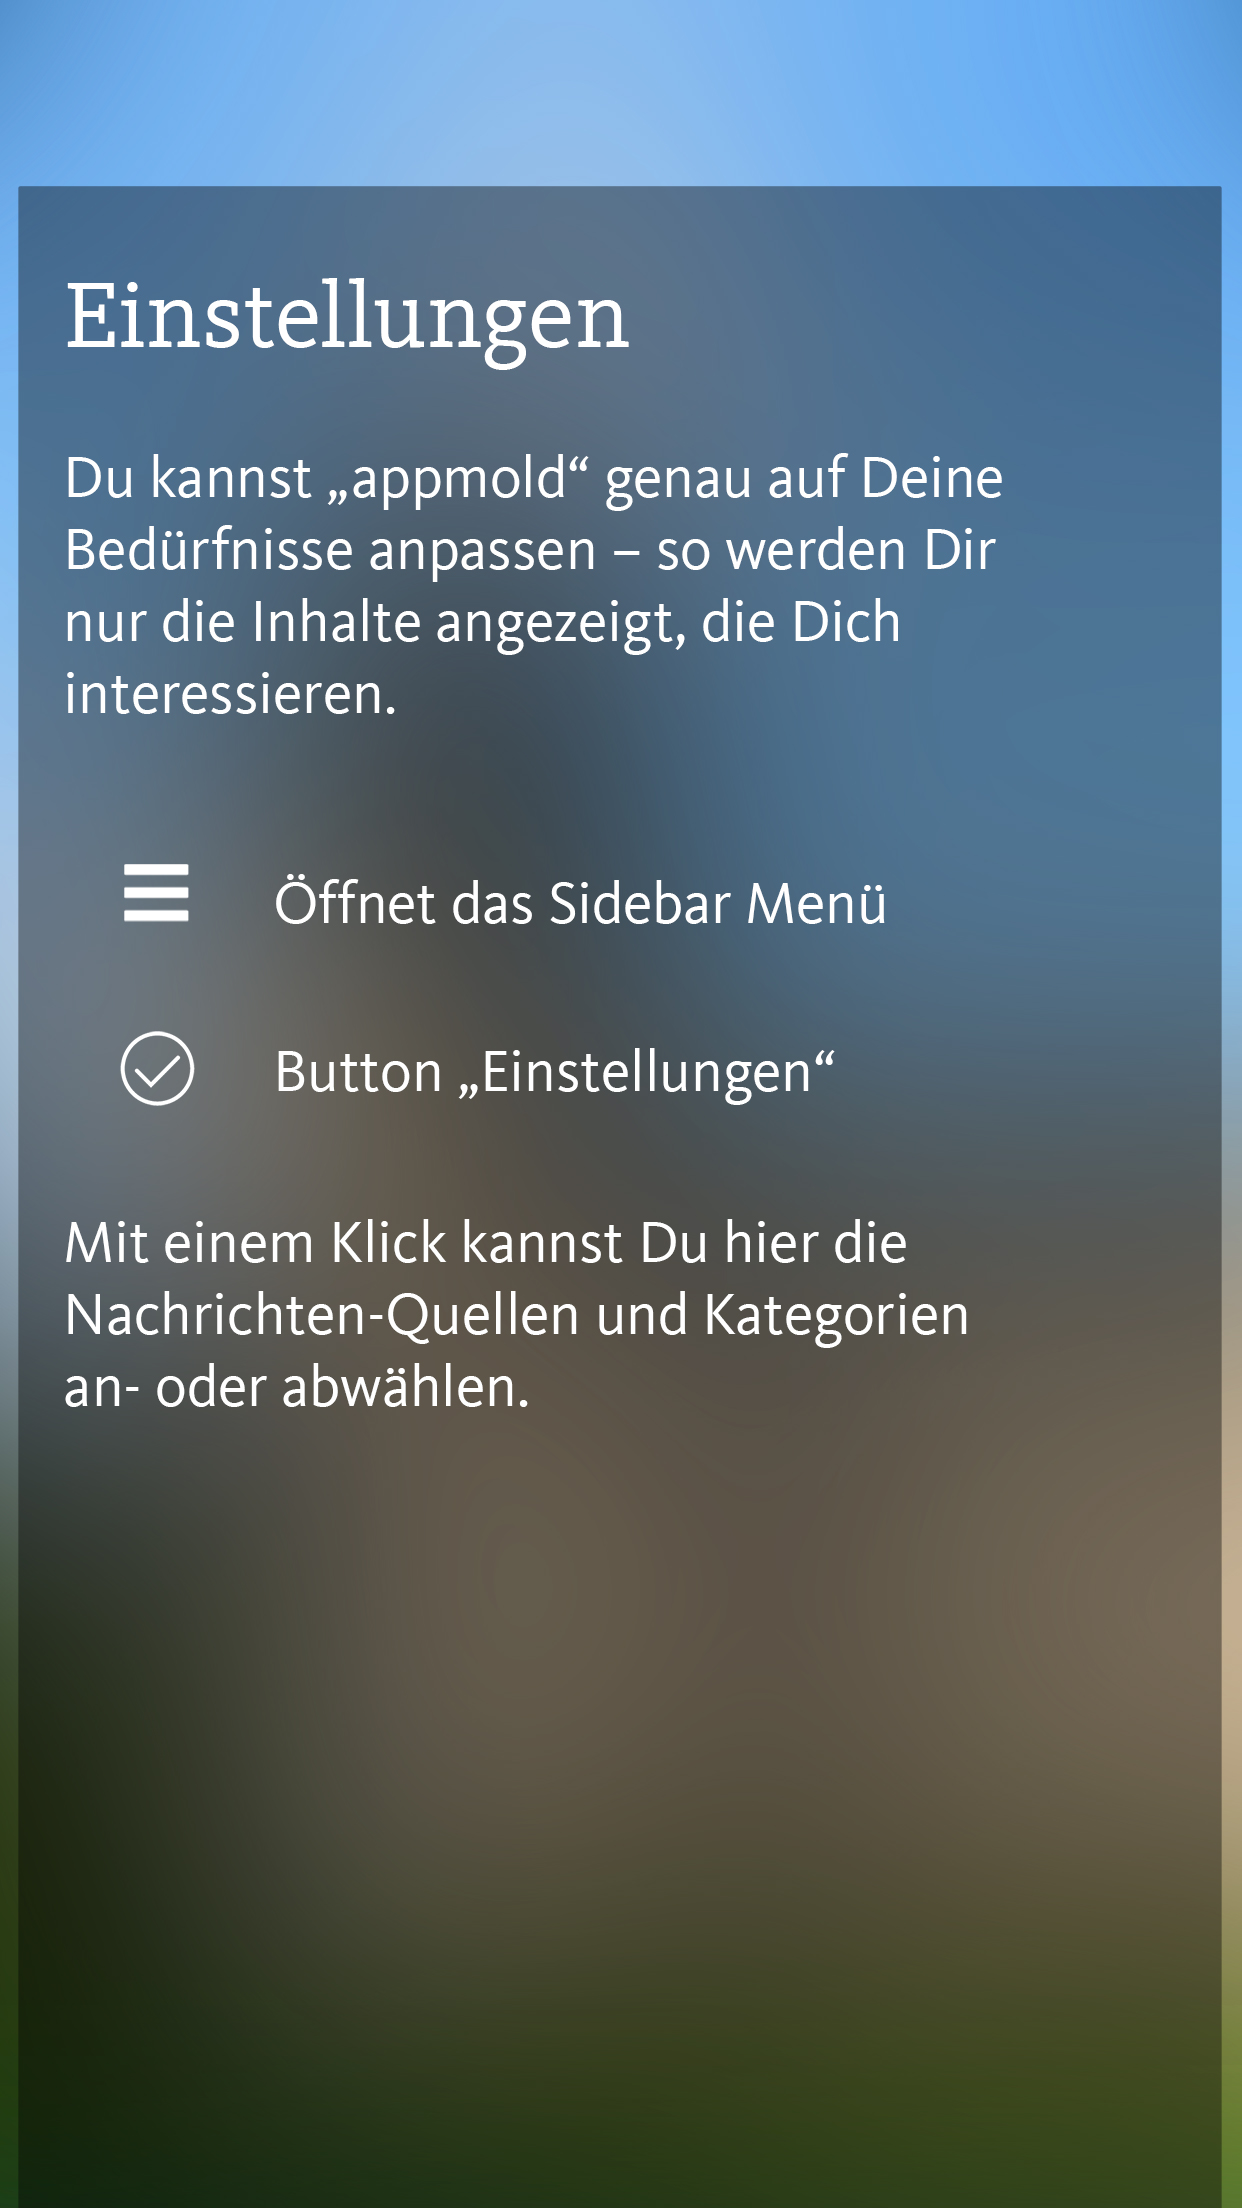 Einstellungen
Du kannst „appmold“ genau auf Deine
Bedürfnisse anpassen – so werden Dir
nur die Inhalte angezeigt, die Dich
interessieren.
Öffnet das Sidebar Menü
Button „Einstellungen“
Mit einem Klick kannst Du hier die
Nachrichten-Quellen und Kategorien
an- oder abwählen.